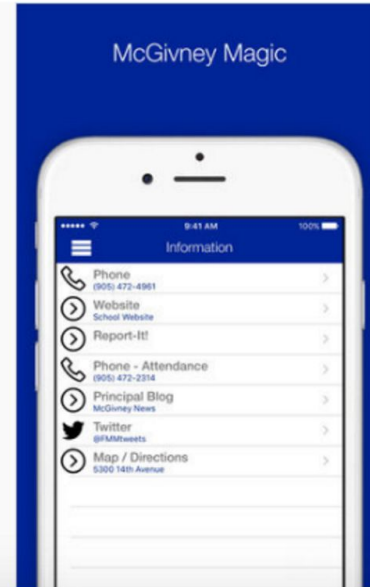 McGivney Magic
9:41 AM
100%
Information
Phone
(905) 472-4961
Website
School Website
Report-It!
Phone - Attendance
(905) 472-2314
Principal Blog
McGivney News
Twitter
@FMMtweets
Map / Directions
5300 14th Avenue